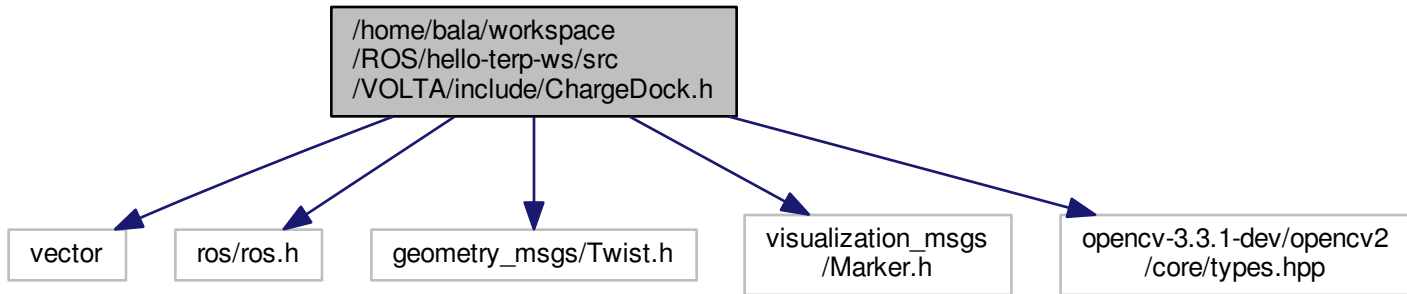 /home/bala/workspace
/ROS/hello-terp-ws/src
/VOLTA/include/ChargeDock.h
vector
ros/ros.h
geometry_msgs/Twist.h
visualization_msgs
/Marker.h
opencv-3.3.1-dev/opencv2
/core/types.hpp